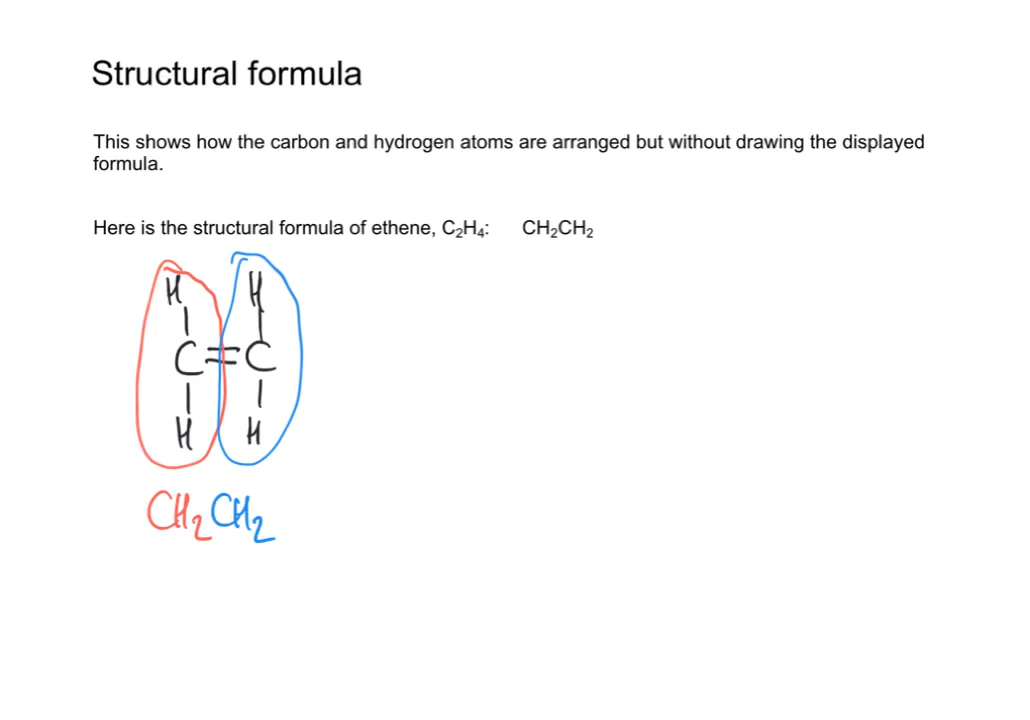 Structural formula
This shows how the carbon and hydrogen atoms are arranged but without drawing the displayed
formula.
Here is the structural formula of ethene, C₂H₄: CH₂CH₂
H H
C=C
H H
CH₂CH₂